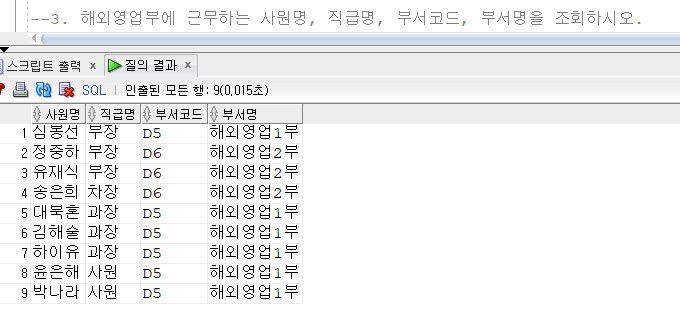 --3. 해외영업부에 근무하는 사원명, 직급명, 부서코드, 부서명을 조회하시오.
스크립트 출력 × 질의 결과 ×
SQL | 인출된 모든 행: 9(0,015초)
사원명 직급명 부서코드 부서명
1 심봉선 부장 D5 해외영업1부
2 정중하 부장 D6 해외영업2부
3 유재식 부장 D6 해외영업2부
4 송은희 차장 D6 해외영업2부
5 대북혼 과장 D5 해외영업1부
6 김해술 과장 D5 해외영업1부
7 하이유 과장 D5 해외영업1부
8 윤은해 사원 D5 해외영업1부
9 박나라 사원 D5 해외영업1부